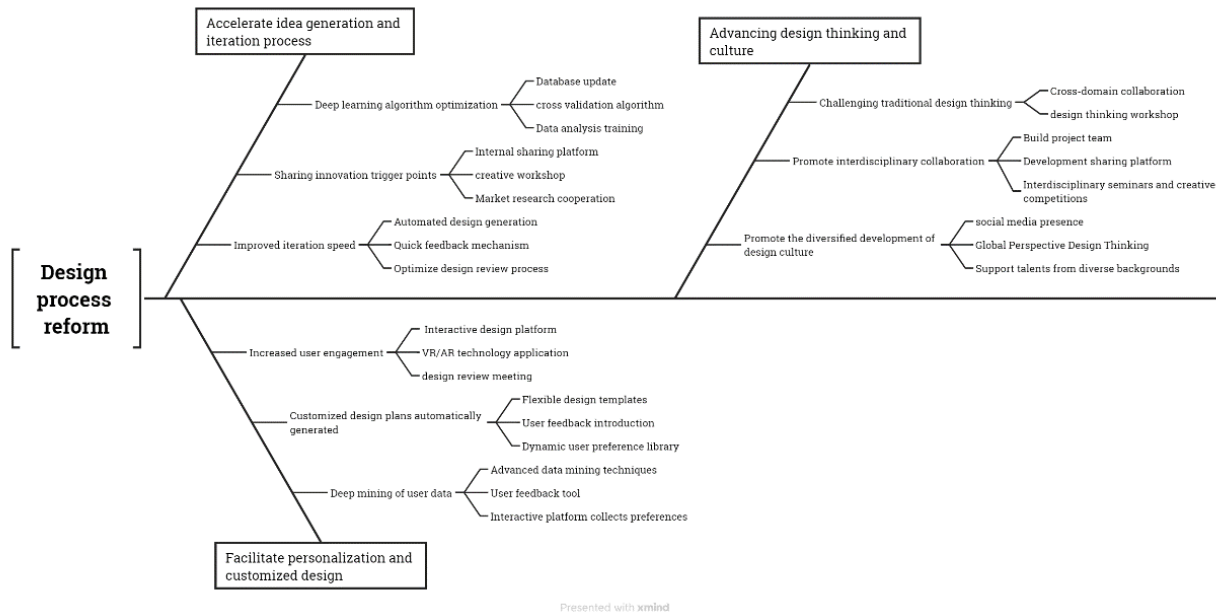 Accelerate idea generation and
iteration process
Deep learning algorithm optimization
Database update
cross validation algorithm
Data analysis training
Sharing innovation trigger points
Internal sharing platform
creative workshop
Market research cooperation
Improved iteration speed
Automated design generation
Quick feedback mechanism
Optimize design review process
Advancing design thinking and
culture
Challenging traditional design thinking
Cross-domain collaboration
design thinking workshop
Promote interdisciplinary collaboration
Build project team
Development sharing platform
Interdisciplinary seminars and creative
competitions
Promote the diversified development of
design culture
social media presence
Global Perspective Design Thinking
Support talents from diverse backgrounds
Design
process
reform
Increased user engagement
Interactive design platform
VR/AR technology application
design review meeting
Customized design plans automatically
generated
Flexible design templates
User feedback introduction
Dynamic user preference library
Deep mining of user data
Advanced data mining techniques
User feedback tool
Interactive platform collects preferences
Facilitate personalization and
customized design
Presented with xmind